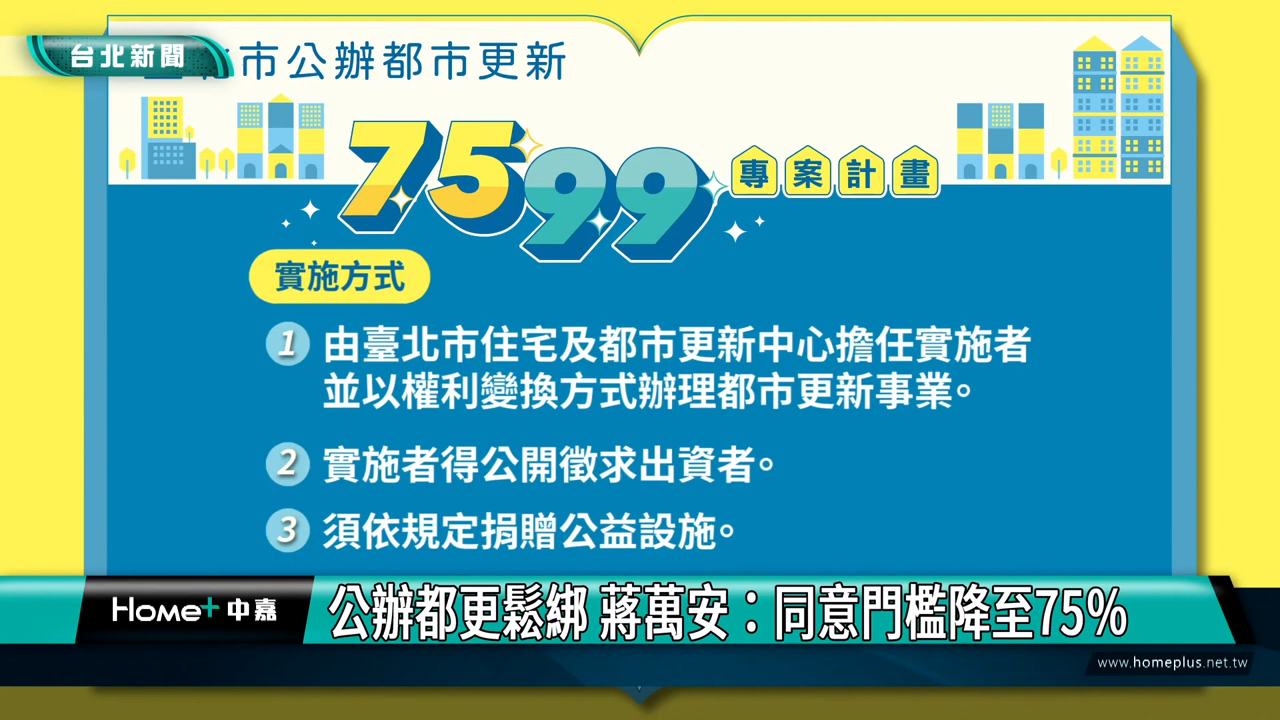 台北新聞
北市公辦都市更新
7599 專案計畫
實施方式
1 由臺北市住宅及都市更新中心擔任實施者
並以權利變換方式辦理都市更新事業。
2 實施者得公開徵求出資者。
3 須依規定捐贈公益設施。
Home+中嘉 公辦都更鬆綁 蔣萬安：同意門檻降至75%
www.homeplus.net.tw